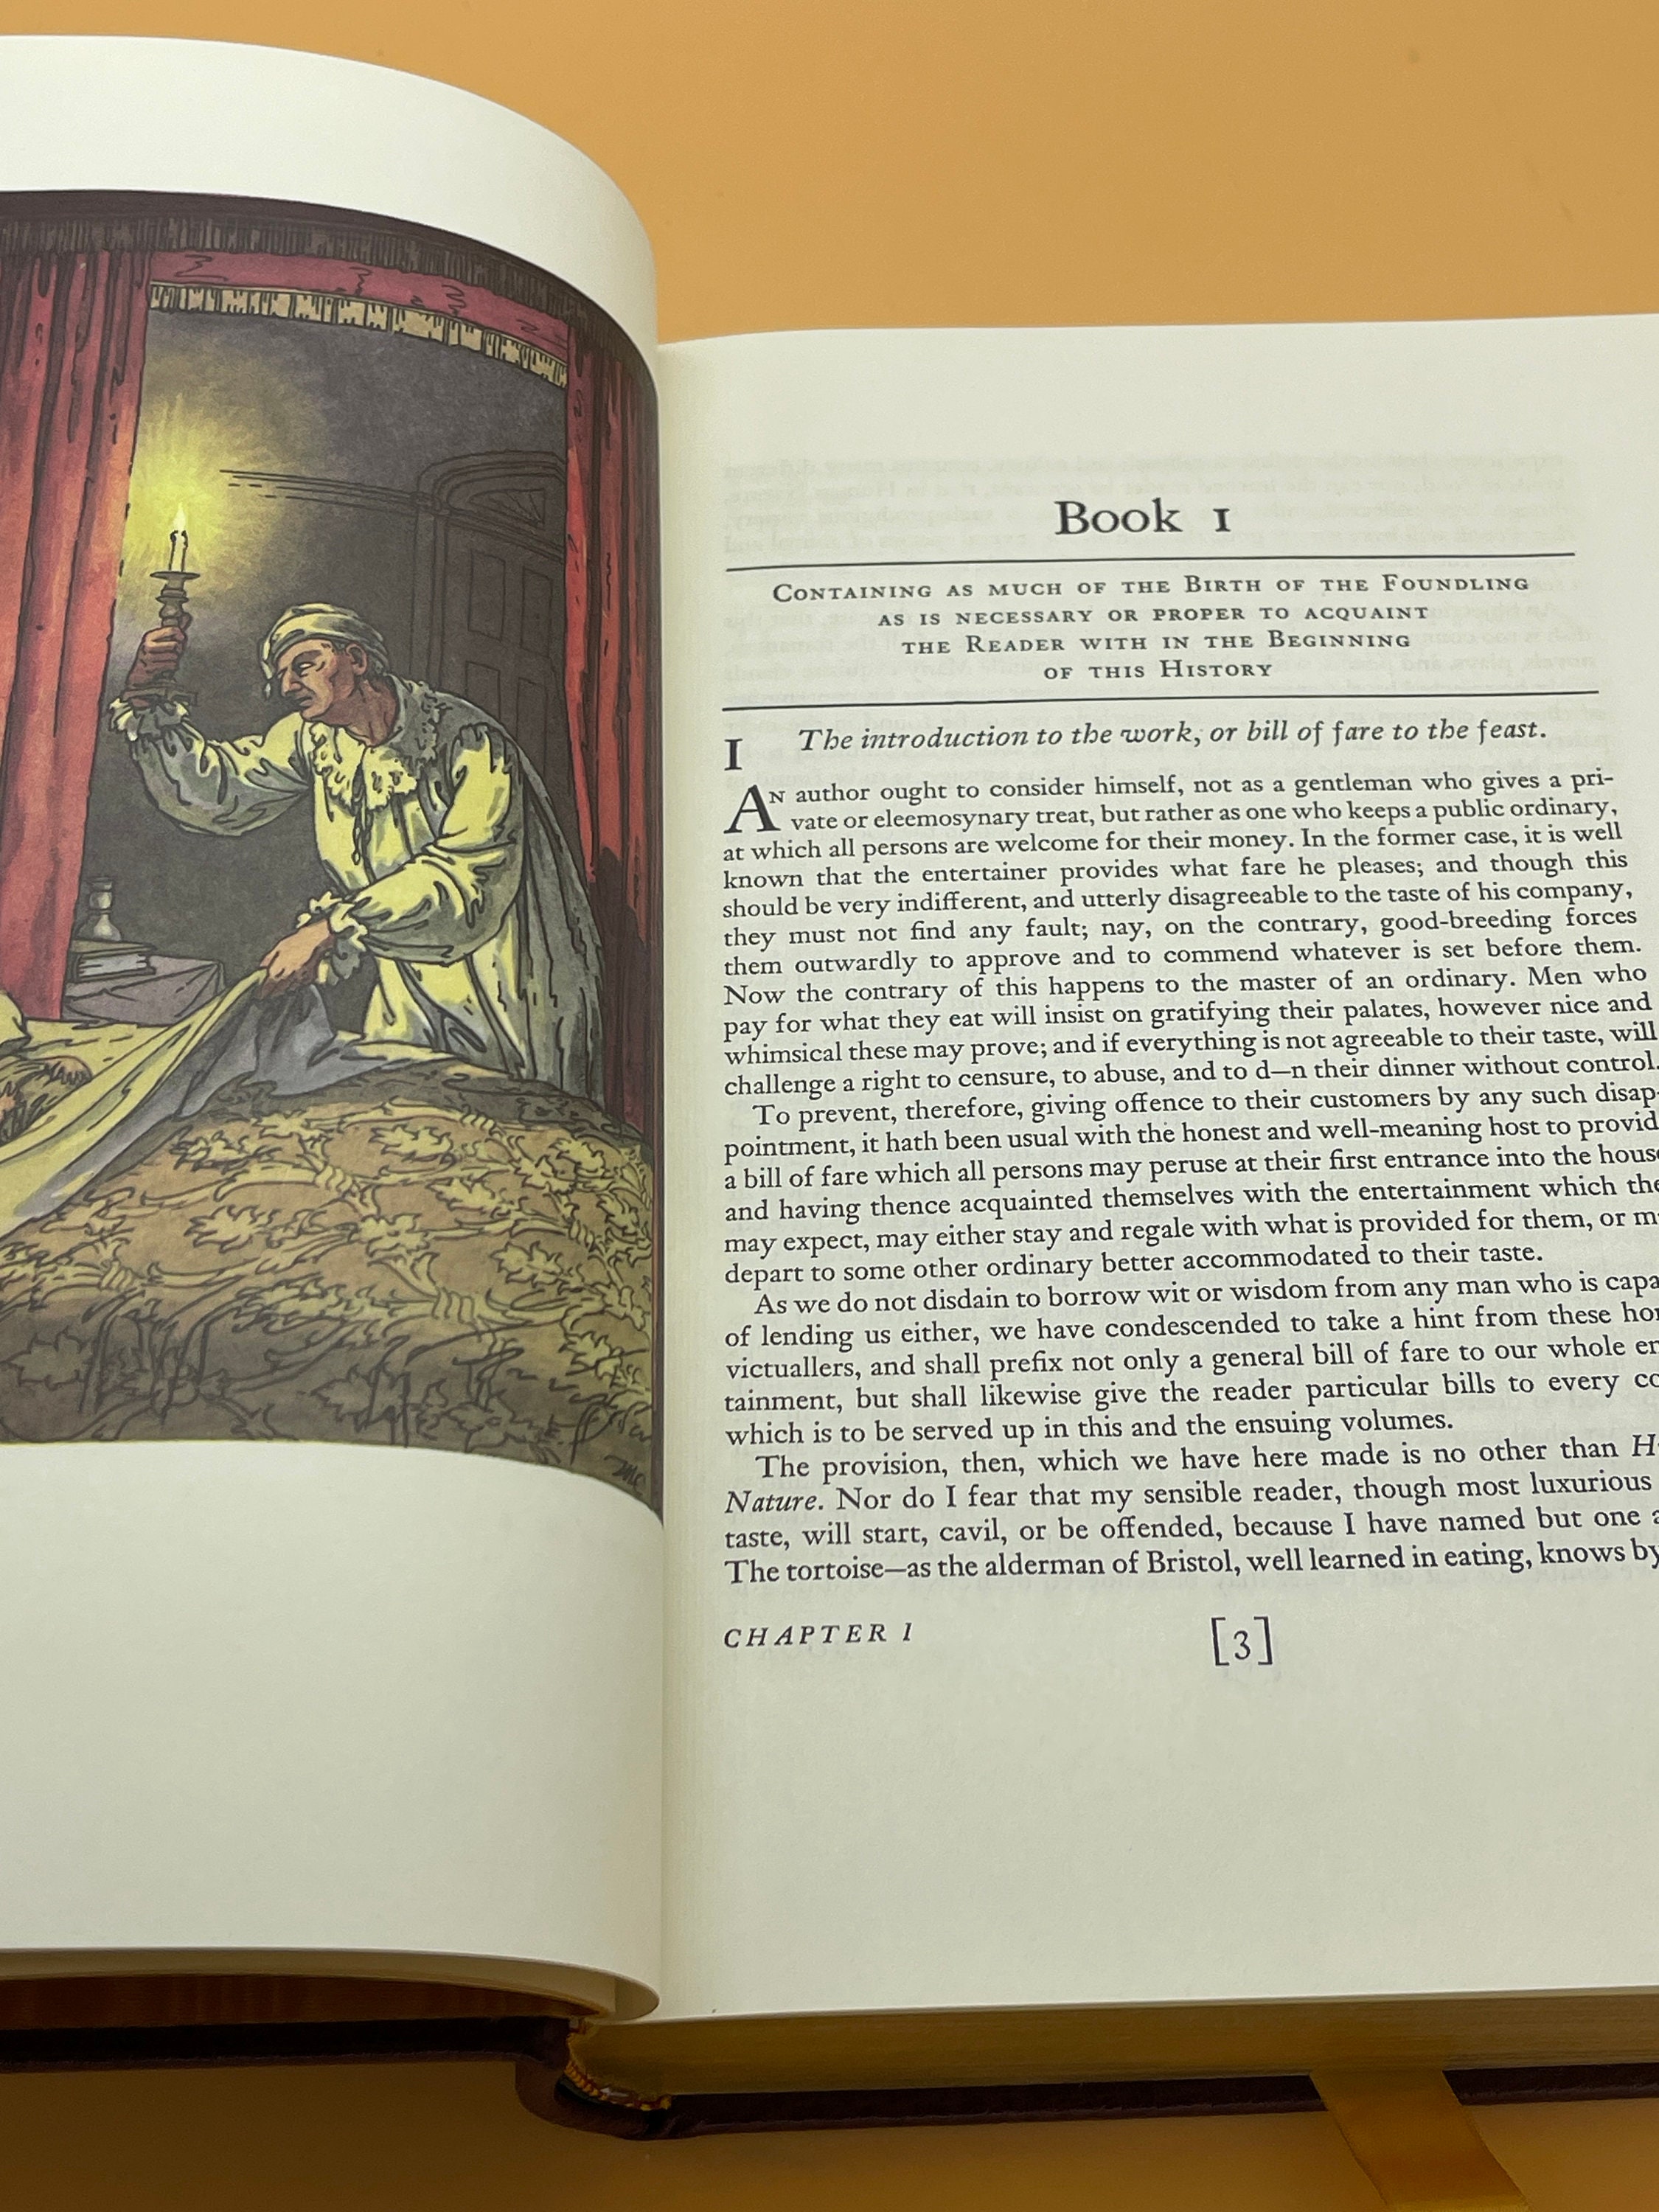 Book 1
Containing as much of the Birth of the Foundling
as is necessary or proper to acquaint
the Reader with in the Beginning
of this History
1 The introduction to the work, or bill of fare to the feast.
An author ought to consider himself, not as a gentleman who gives a pri-
vate or eleemosynary treat, but rather as one who keeps a public ordinary,
at which all persons are welcome for their money. In the former case, it is well
known that the entertainer provides what fare he pleases; and though this
should be very indifferent, and utterly disagreeable to the taste of his company,
they must not find any fault; nay, on the contrary, good-breeding forces
them outwardly to approve and to commend whatever is set before them.
Now the contrary of this happens to the master of an ordinary. Men who
pay for what they eat will insist on gratifying their palates, however nice and
whimsical these may prove; and if everything is not agreeable to their taste, will
challenge a right to censure, to abuse, and to d—n their dinner without control.
To prevent, therefore, giving offence to their customers by any such disap-
pointment, it hath been usual with the honest and well-meaning host to provid
a bill of fare which all persons may peruse at their first entrance into the hous
and having thence acquainted themselves with the entertainment which the
may expect, may either stay and regale with what is provided for them, or m
depart to some other ordinary better accommodated to their taste.
As we do not disdain to borrow wit or wisdom from any man who is capa
of lending us either, we have condescended to take a hint from these ho
victuallers, and shall prefix not only a general bill of fare to our whole en
tainment, but shall likewise give the reader particular bills to every co
which is to be served up in this and the ensuing volumes.
The provision, then, which we have here made is no other than H
Nature. Nor do I fear that my sensible reader, though most luxurious
taste, will start, cavil, or be offended, because I have named but one a
The tortoise—as the alderman of Bristol, well learned in eating, knows by
CHAPTER 1 [3]